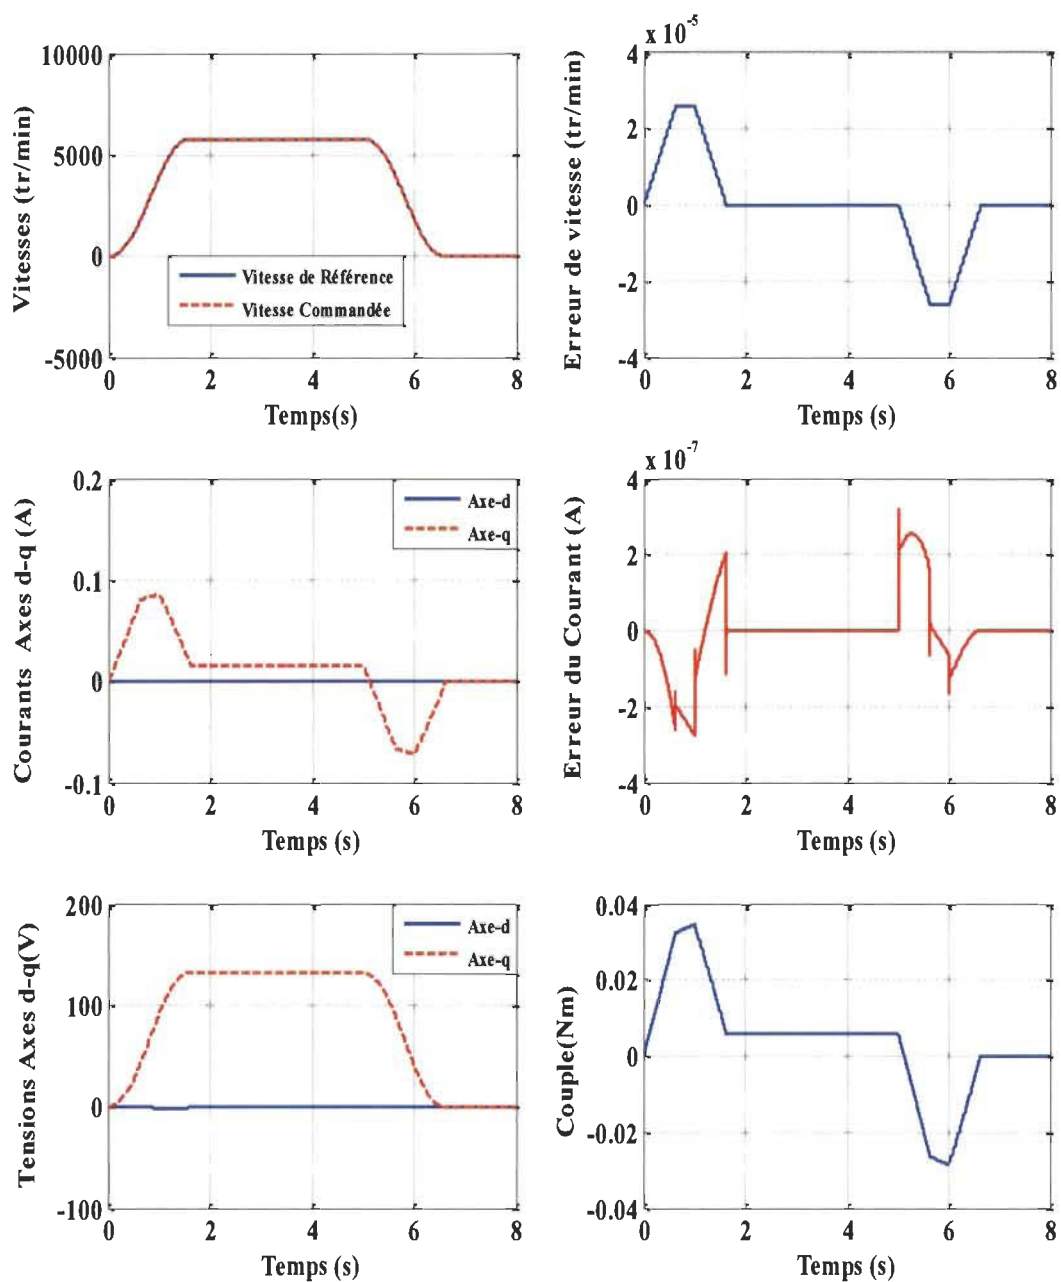 10000
5000
0
-5000
0 2 4 6 8
Vitesses (tr/min)
Temps(s)
Vitesse de Référence
Vitesse Commandée
x 10-5
4
2
0
-2
-4
0 2 4 6 8
Erreur de vitesse (tr/min)
Temps (s)
0.2
0.1
0
-0.1
0 2 4 6 8
Courants Axes d-q (A)
Temps (s)
Axe-d
Axe-q
x 10-7
4
2
0
-2
-4
0 2 4 6 8
Erreur du Courant (A)
Temps (s)
200
100
0
-100
0 2 4 6 8
Tensions Axes d-q(V)
Temps (s)
Axe-d
Axe-q
0.04
0.02
0
-0.02
-0.04
0 2 4 6 8
Couple(Nm)
Temps (s)